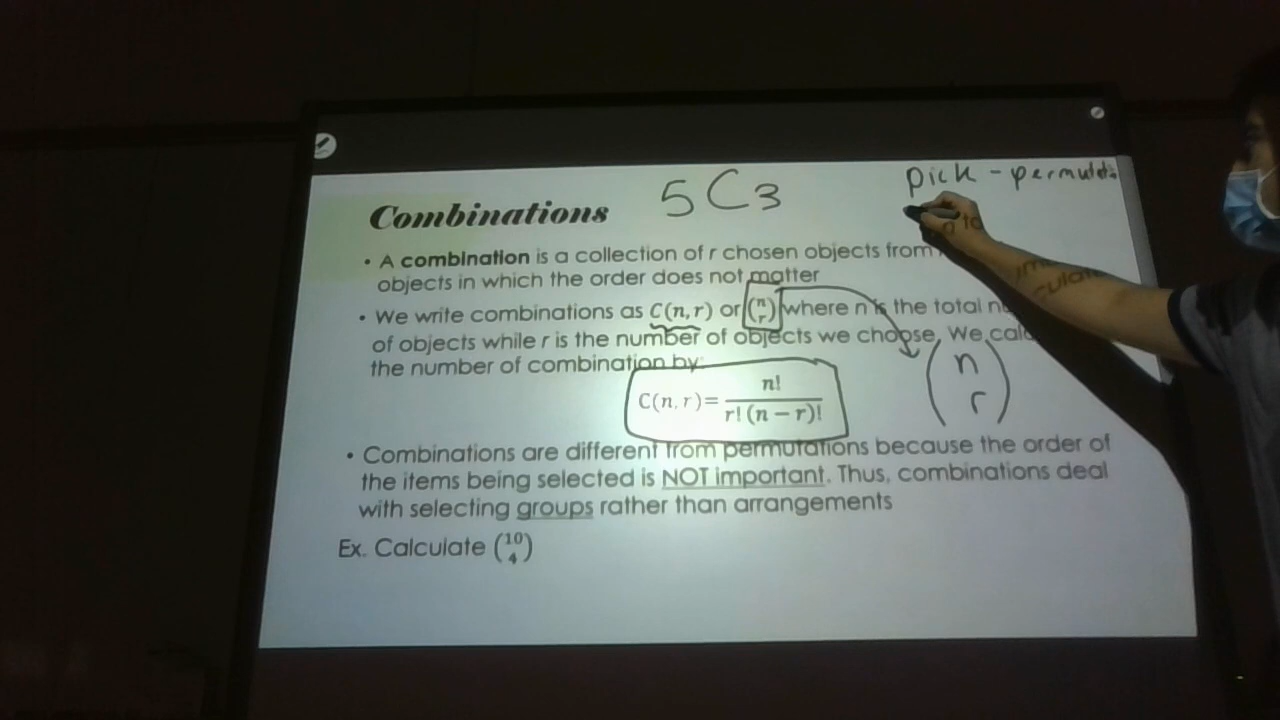 pick - permutati
5C3
Combinations
• A combination is a collection of r chosen objects from
objects in which the order does not matter
• We write combinations as C(n, r) or (n r) where n is the total
of objects while r is the number of objects we choose. We calc
the number of combination by:
C(n, r) = n! / r! (n − r)!
(n r)
• Combinations are different from permutations because the order of
the items being selected is NOT important. Thus, combinations deal
with selecting groups rather than arrangements
Ex. Calculate (10 4)